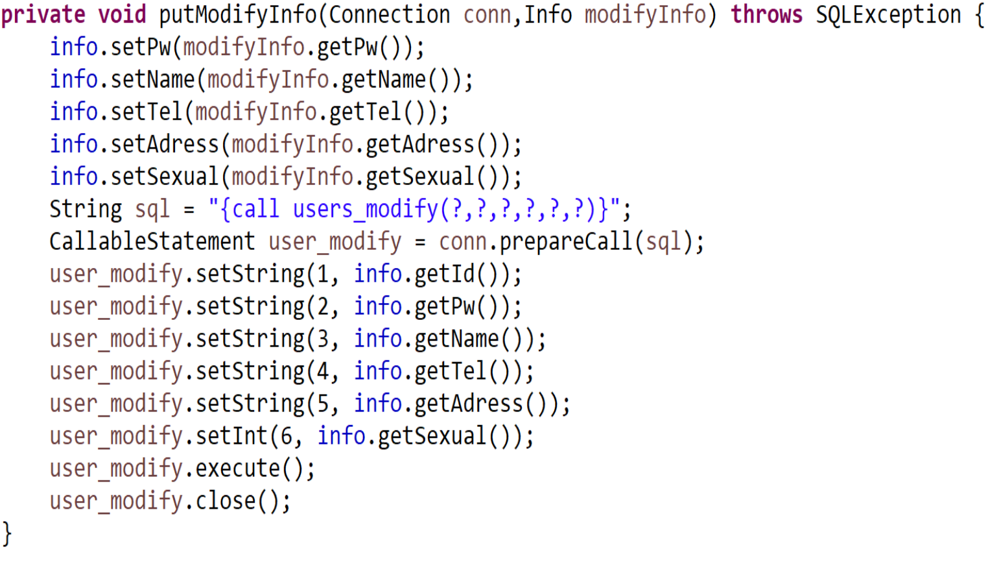 private void putModifyInfo(Connection conn,Info modifyInfo) throws SQLException {
    info.setPw(modifyInfo.getPw());
    info.setName(modifyInfo.getName());
    info.setTel(modifyInfo.getTel());
    info.setAdress(modifyInfo.getAdress());
    info.setSexual(modifyInfo.getSexual());
    String sql = "{call users_modify(?,?,?,?,?,?)}";
    CallableStatement user_modify = conn.prepareCall(sql);
    user_modify.setString(1, info.getId());
    user_modify.setString(2, info.getPw());
    user_modify.setString(3, info.getName());
    user_modify.setString(4, info.getTel());
    user_modify.setString(5, info.getAdress());
    user_modify.setInt(6, info.getSexual());
    user_modify.execute();
    user_modify.close();
}